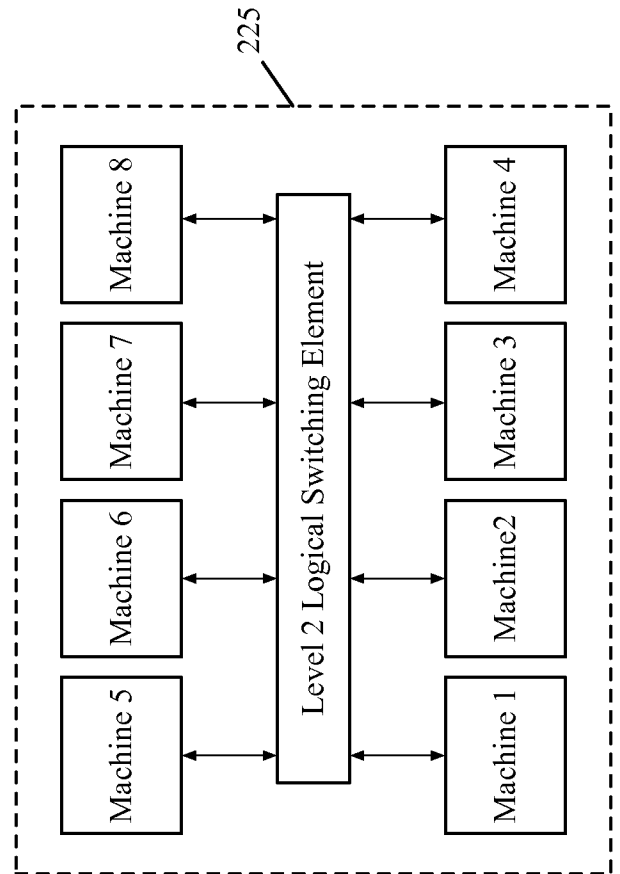 225
Machine 5
Machine 6
Machine 7
Machine 8
Level 2 Logical Switching Element
Machine 1
Machine2
Machine 3
Machine 4